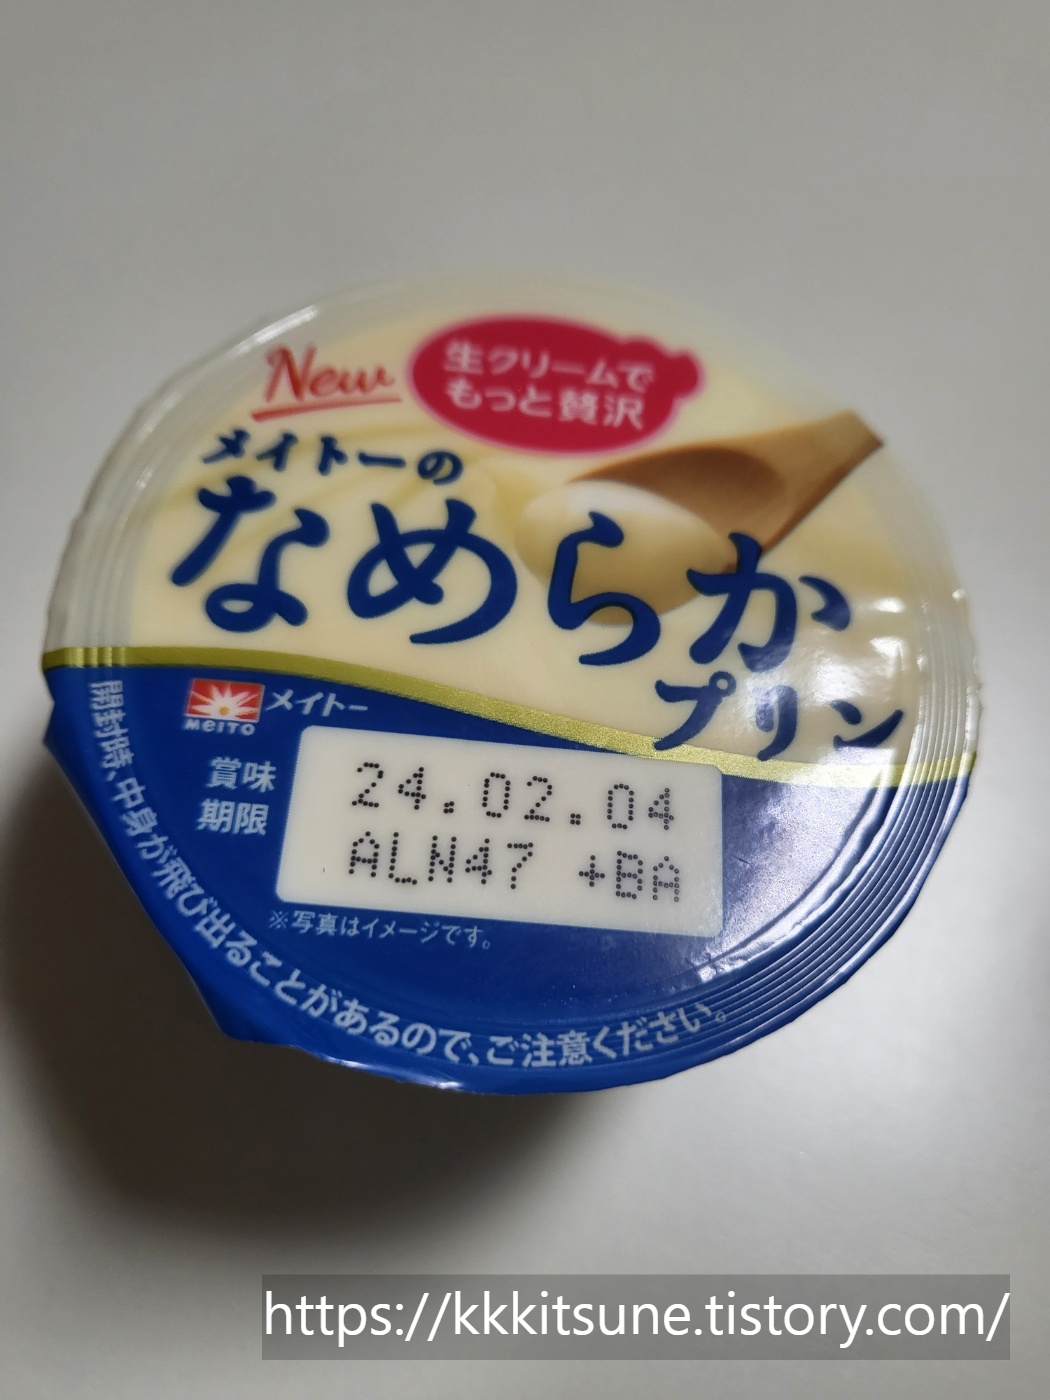 New
生クリームで
もっと贅沢
メイトーの
なめらか
プリン
MEITO
メイトー
賞味
期限
24.02.04
ALN47 +BA
※写真はイメージです。
開封時、中身が飛び出ることがあるので、ご注意ください。
https://kkkitsune.tistory.com/